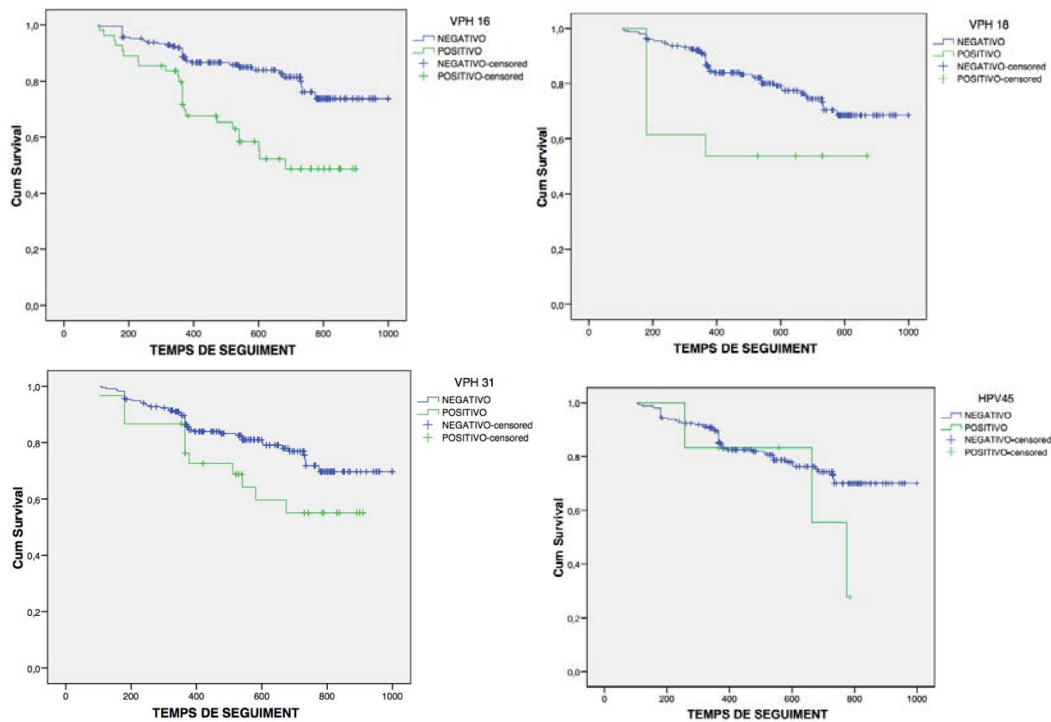 VPH 16
NEGATIVO
POSITIVO
NEGATIVO-censored
POSITIVO-censored
Cum Survival
1,0
0,8
0,6
0,4
0,2
0,0
0 200 400 600 800 1000
TEMPS DE SEGUIMENT
VPH 18
NEGATIVO
POSITIVO
NEGATIVO-censored
POSITIVO-censored
Cum Survival
1,0
0,8
0,6
0,4
0,2
0,0
0 200 400 600 800 1000
TEMPS DE SEGUIMENT
VPH 31
NEGATIVO
POSITIVO
NEGATIVO-censored
POSITIVO-censored
Cum Survival
1,0
0,8
0,6
0,4
0,2
0,0
0 200 400 600 800 1000
TEMPS DE SEGUIMENT
HPV45
NEGATIVO
POSITIVO
NEGATIVO-censored
POSITIVO-censored
Cum Survival
1,0
0,8
0,6
0,4
0,2
0,0
0 200 400 600 800 1000
TEMPS DE SEGUIMENT